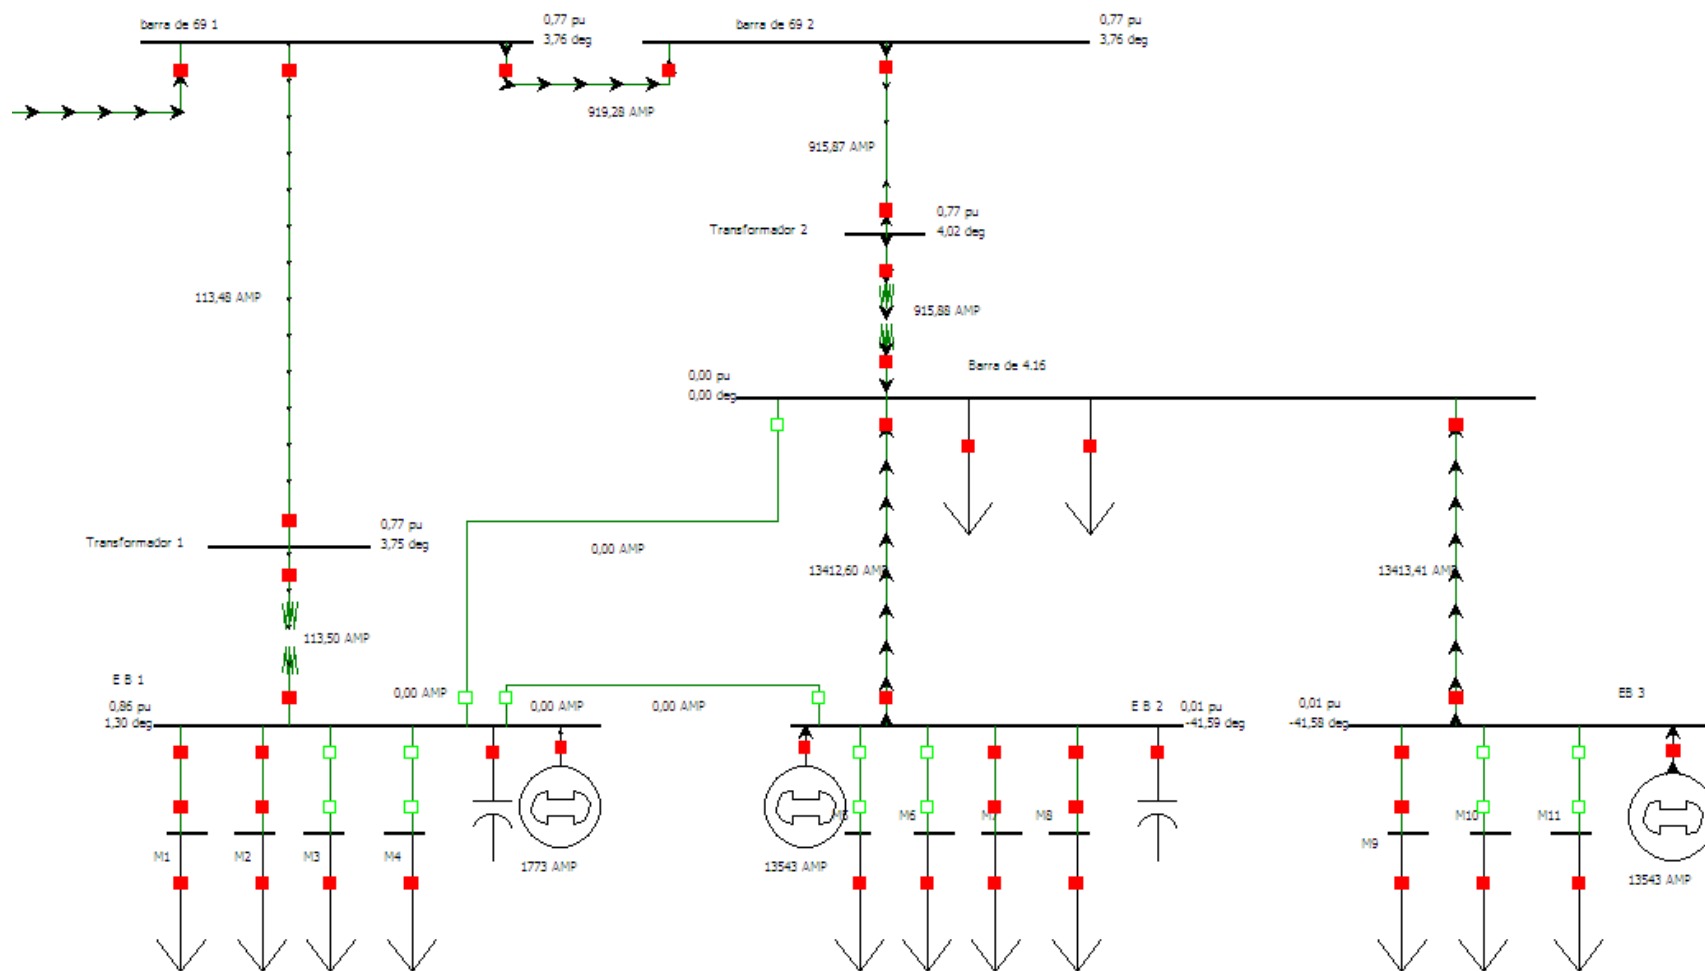 barra de 69 1
0,77 pu
3,76 deg
barra de 69 2
0,77 pu
3,76 deg
919,28 AMP
915,87 AMP
Transformador 2
0,77 pu
4,02 deg
113,48 AMP
915,88 AMP
Barra de 4.16
0,00 pu
0,00 deg
Transformador 1
0,77 pu
3,75 deg
0,00 AMP
13412,60 AMP
13413,41 AMP
113,50 AMP
E B 1
0,86 pu
1,30 deg
0,00 AMP
0,00 AMP
0,00 AMP
E B 2
0,01 pu
-41,59 deg
0,01 pu
-41,58 deg
EB 3
M1
M2
M3
M4
1773 AMP
13543 AMP
M5
M6
M7
M8
M9
M10
M11
13543 AMP